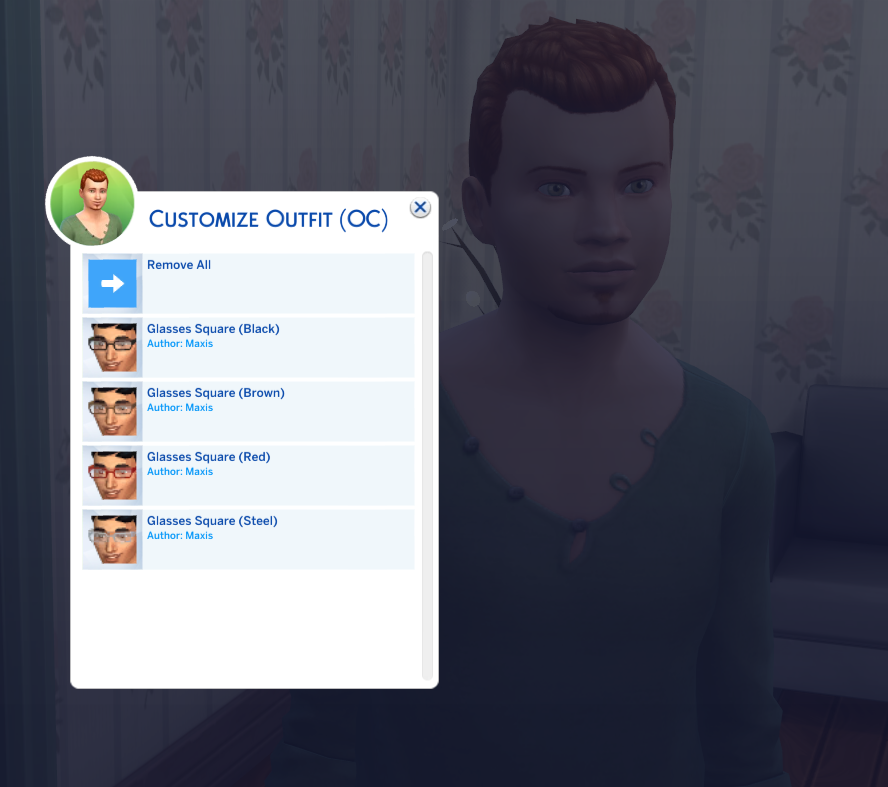 Customize Outfit (OC)
Remove All
Glasses Square (Black)
Author: Maxis
Glasses Square (Brown)
Author: Maxis
Glasses Square (Red)
Author: Maxis
Glasses Square (Steel)
Author: Maxis